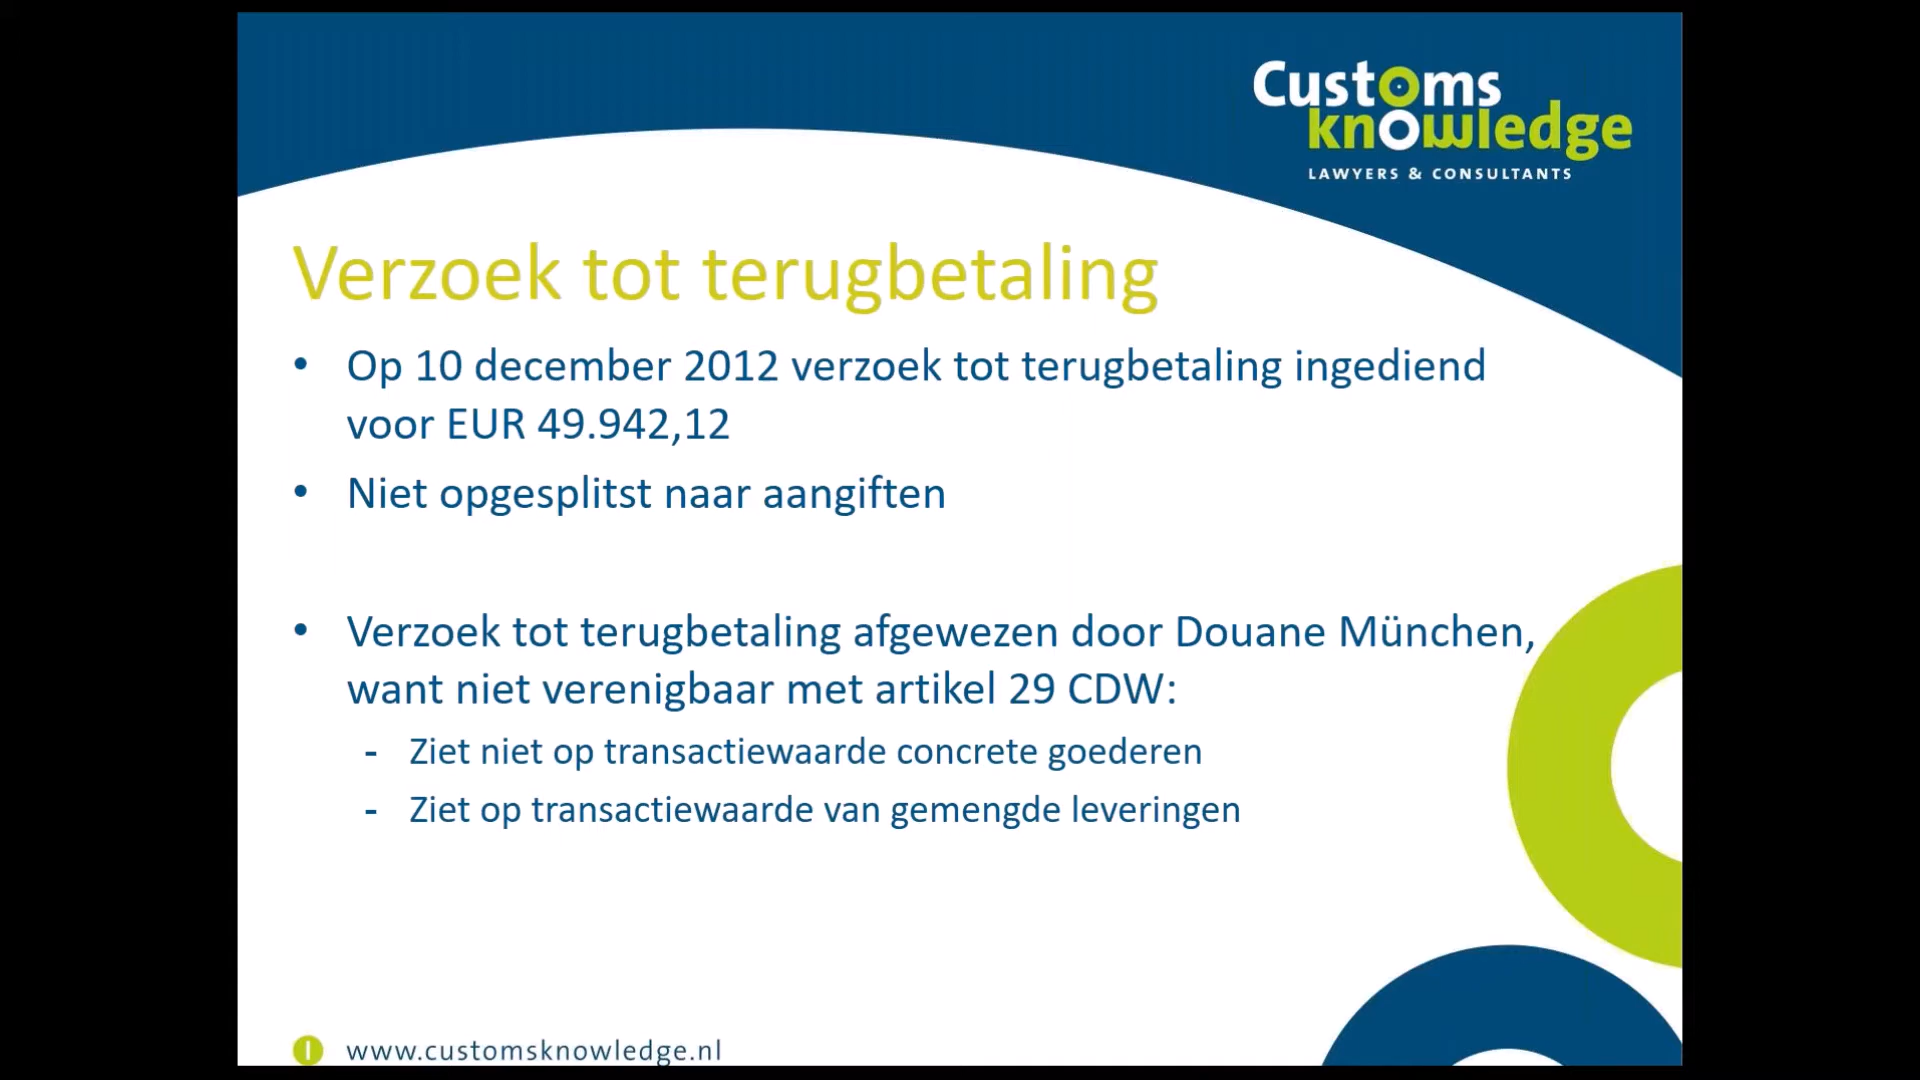 Customs
knowledge
LAWYERS & CONSULTANTS
Verzoek tot terugbetaling
• Op 10 december 2012 verzoek tot terugbetaling ingediend
voor EUR 49.942,12
• Niet opgesplitst naar aangiften
• Verzoek tot terugbetaling afgewezen door Douane München,
want niet verenigbaar met artikel 29 CDW:
- Ziet niet op transactiewaarde concrete goederen
- Ziet op transactiewaarde van gemengde leveringen
www.customsknowledge.nl